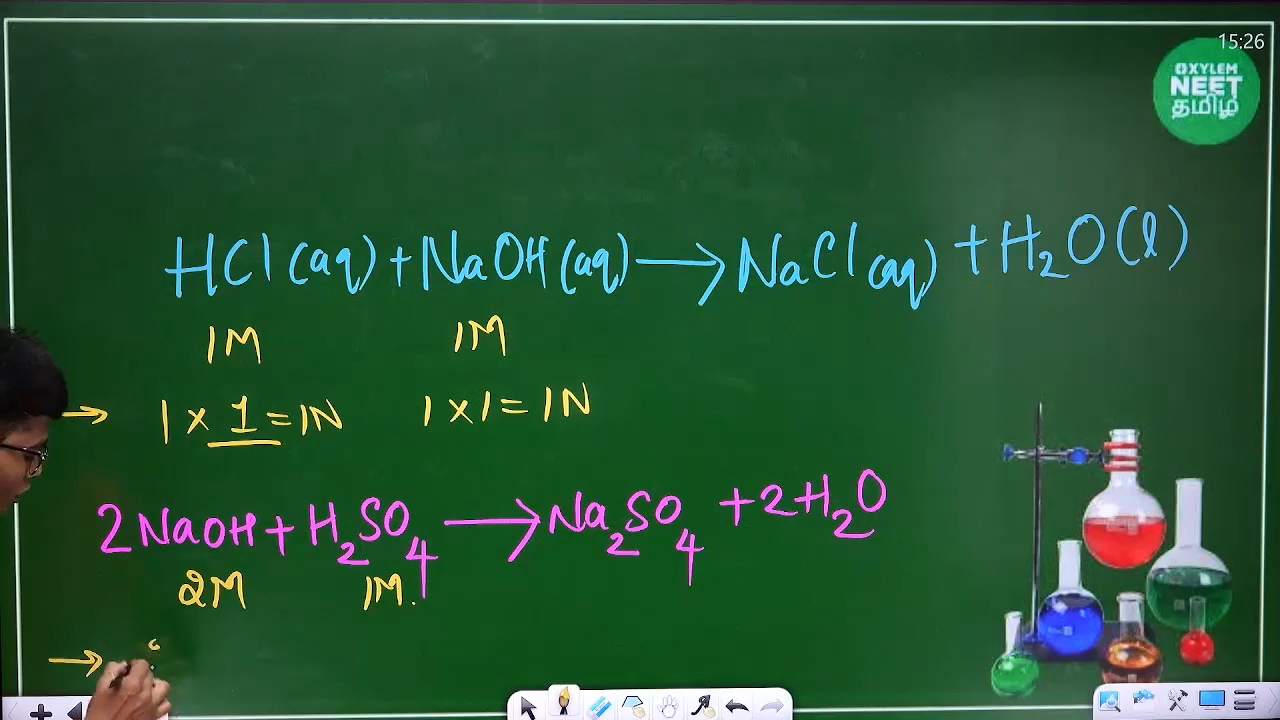 15:26
OXYLEM
NEET
தமிழ்
HCl(aq) + NaOH(aq) ⟶ NaCl(aq) + H₂O(l)
1M 1M
→ 1 × 1 = 1N 1 × 1 = 1N
2NaOH + H₂SO₄ ⟶ Na₂SO₄ + 2H₂O
2M 1M.
→